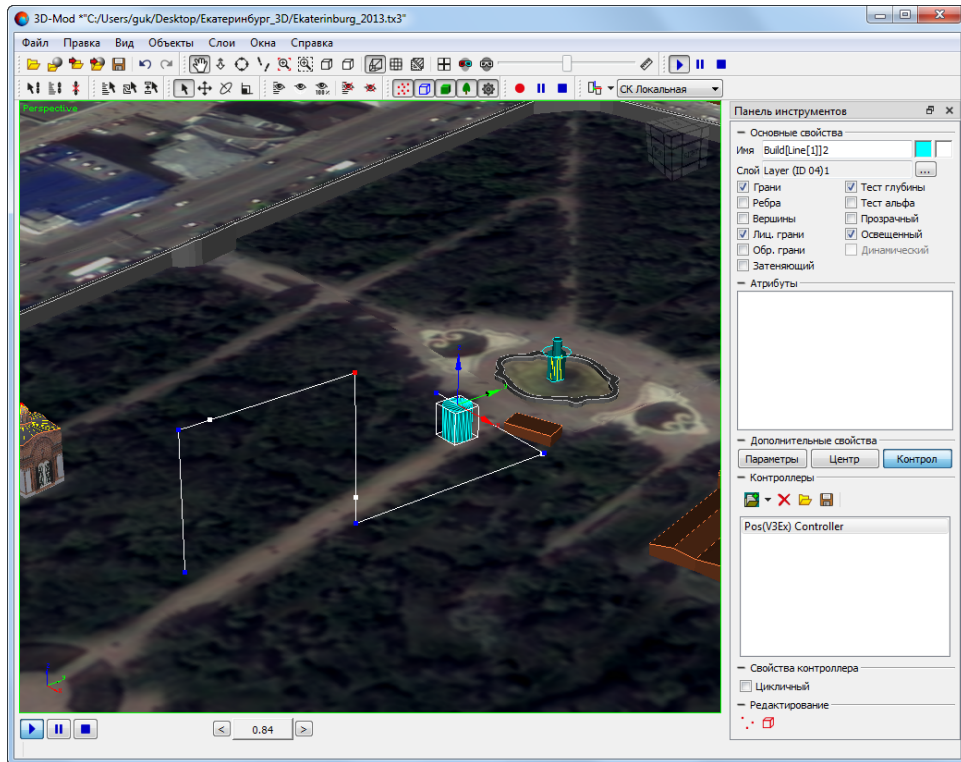 3D-Mod *"C:/Users/guk/Desktop/Екатеринбург_3D/Ekaterinburg_2013.tx3"
Файл Правка Вид Объекты Слои Окна Справка
СК Локальная
Perspective
Панель инструментов
Основные свойства
Имя Build[Line[1]]2
Слой Layer (ID 04)1 ...
Грани Тест глубины
Ребра Тест альфа
Вершины Прозрачный
Лиц. грани Освещенный
Обр. грани Динамический
Затеняющий
Атрибуты
Дополнительные свойства
Параметры Центр Контрол
Контроллеры
Pos(V3Ex) Controller
Свойства контроллера
Цикличный
Редактирование
< 0.84 >